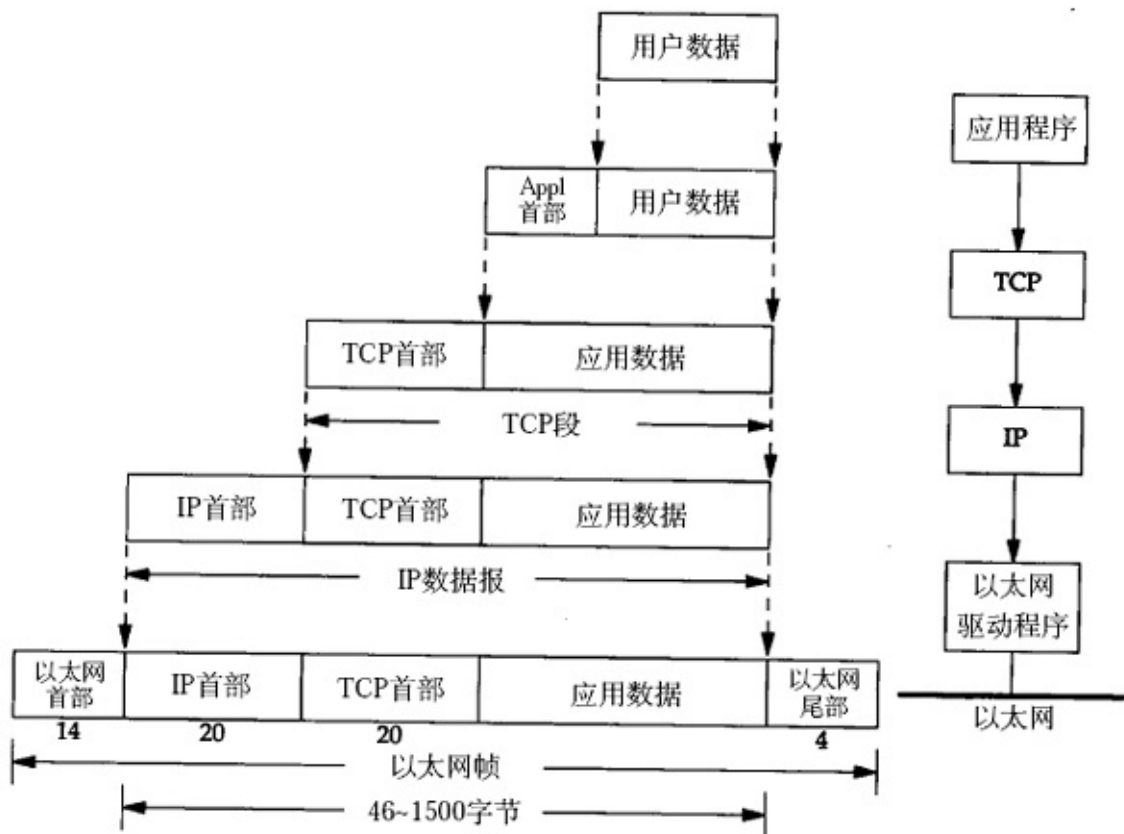 用户数据
应用程序
Appl
首部
用户数据
TCP
TCP首部
应用数据
TCP段
IP
IP首部
TCP首部
应用数据
IP数据报
以太网
驱动程序
以太网
首部
IP首部
TCP首部
应用数据
以太网
尾部
以太网
14
20
20
4
以太网帧
46~1500字节